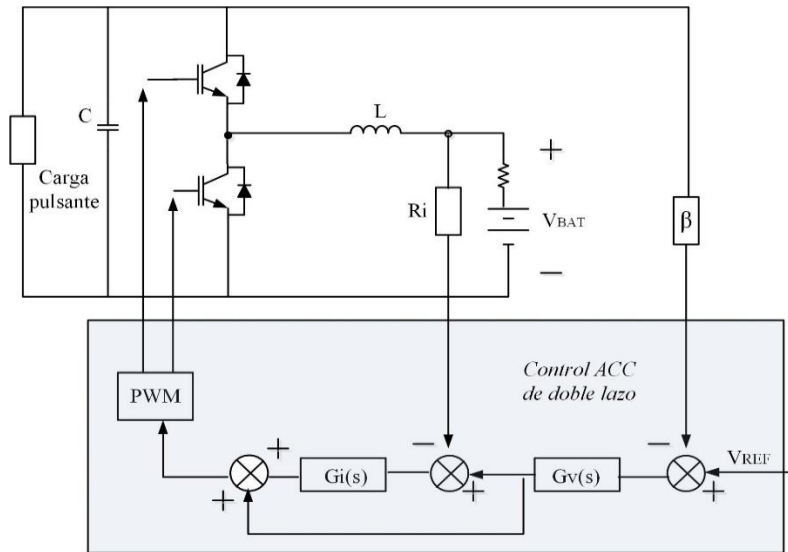 C
L
Carga
pulsante
+
Ri
VBAT
β
−
Control ACC
de doble lazo
PWM
−
−
VREF
+
Gi(s)
+
Gv(s)
+
+